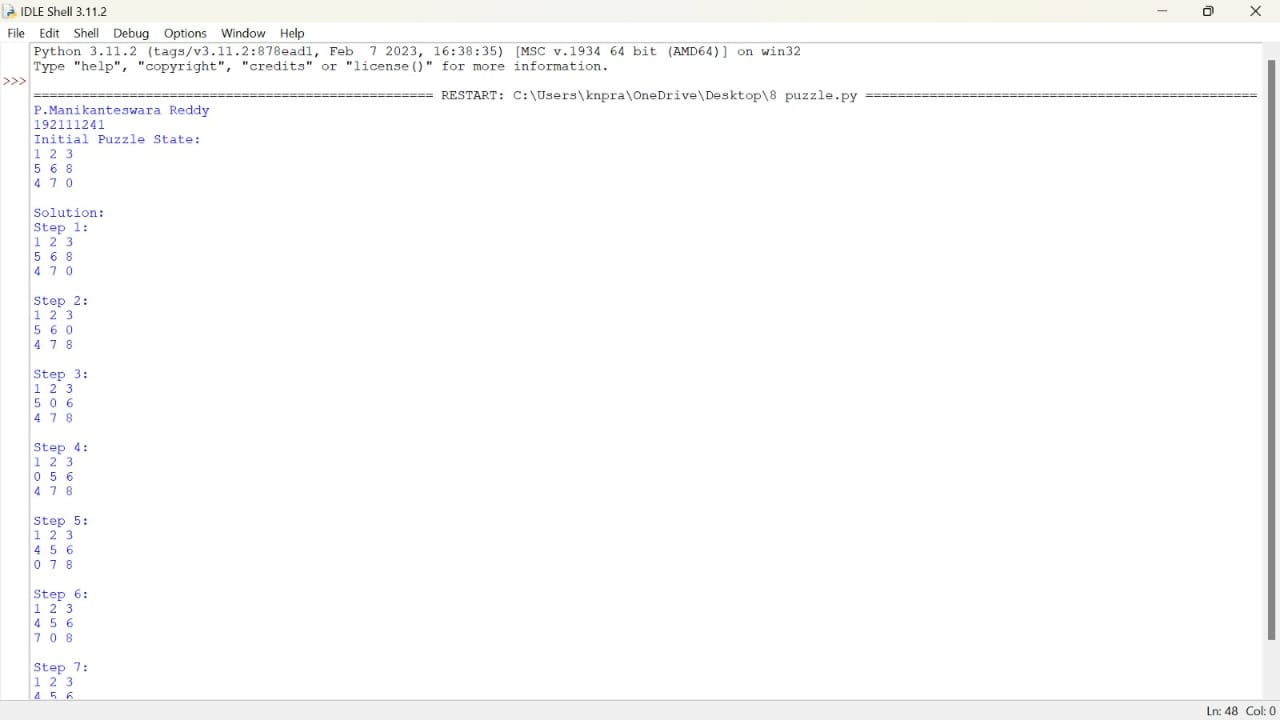 IDLE Shell 3.11.2
File Edit Shell Debug Options Window Help
Python 3.11.2 (tags/v3.11.2:878ead1, Feb  7 2023, 16:38:35) [MSC v.1934 64 bit (AMD64)] on win32
Type "help", "copyright", "credits" or "license()" for more information.
>>>
================================================== RESTART: C:\Users\knpra\OneDrive\Desktop\8 puzzle.py =================================================
P.Manikanteswara Reddy
192111241
Initial Puzzle State:
1 2 3
5 6 8
4 7 0
Solution:
Step 1:
1 2 3
5 6 8
4 7 0
Step 2:
1 2 3
5 6 0
4 7 8
Step 3:
1 2 3
5 0 6
4 7 8
Step 4:
1 2 3
0 5 6
4 7 8
Step 5:
1 2 3
4 5 6
0 7 8
Step 6:
1 2 3
4 5 6
7 0 8
Step 7:
1 2 3
4 5 6
Ln: 48 Col: 0